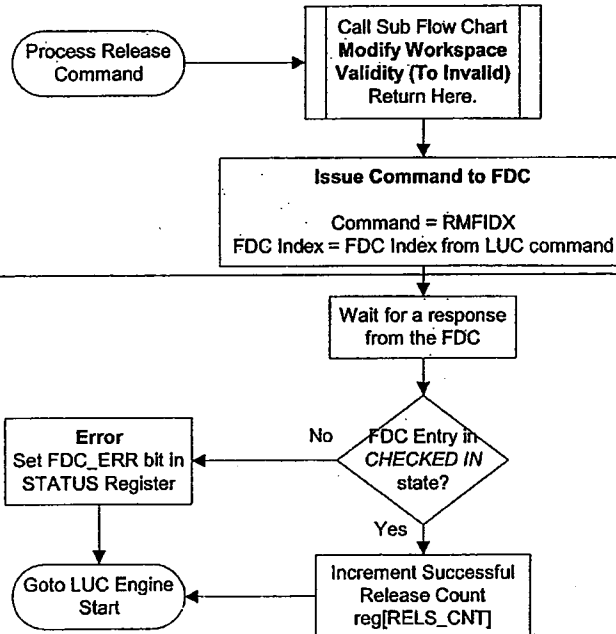 Process Release
Command
Call Sub Flow Chart
Modify Workspace
Validity (To Invalid)
Return Here.
Issue Command to FDC
Command = RMFIDX
FDC Index = FDC Index from LUC command
Wait for a response
from the FDC
FDC Entry in
CHECKED IN
state?
No
Yes
Error
Set FDC_ERR bit in
STATUS Register
Increment Successful
Release Count
reg[RELS_CNT]
Goto LUC Engine
Start